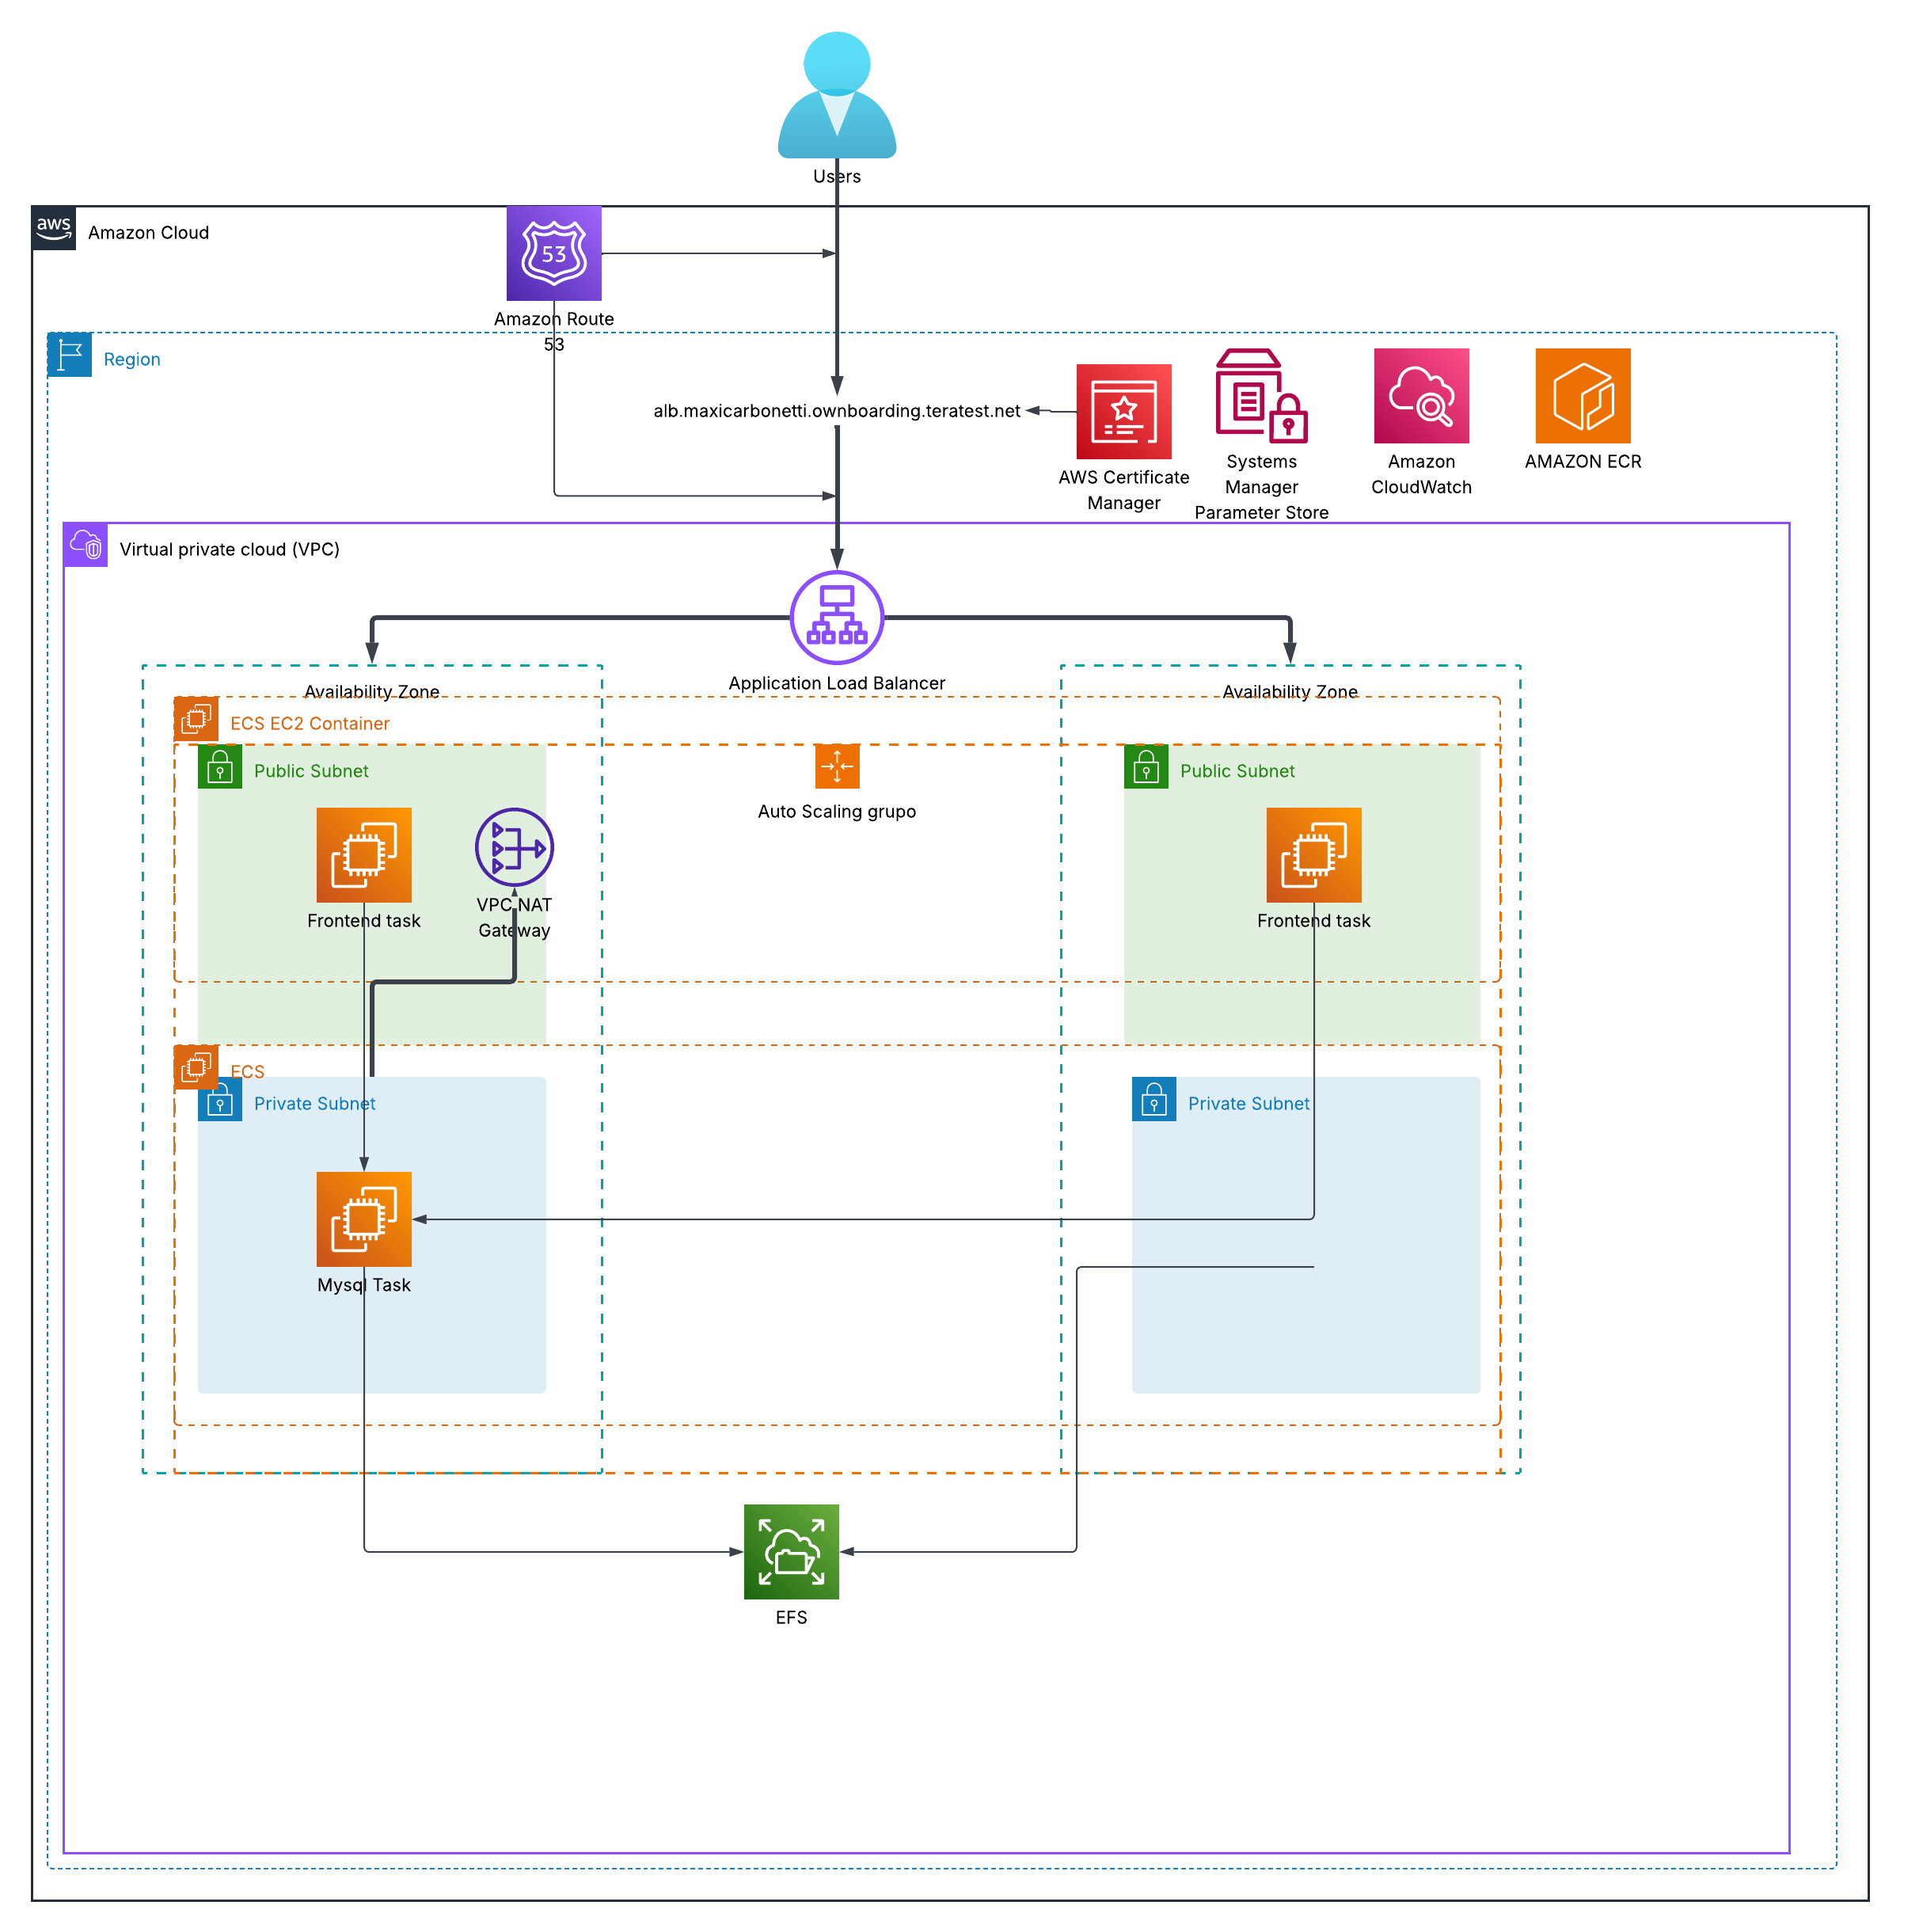 Users
aws
Amazon Cloud
53
Amazon Route
53
Region
alb.maxicarbonetti.ownboarding.teratest.net
AWS Certificate
Manager
Systems
Manager
Parameter Store
Amazon
CloudWatch
AMAZON ECR
Virtual private cloud (VPC)
Application Load Balancer
Availability Zone
Availability Zone
ECS EC2 Container
Public Subnet
Auto Scaling grupo
Public Subnet
Frontend task
VPC NAT
Gateway
Frontend task
ECS
Private Subnet
Private Subnet
Mysql Task
EFS